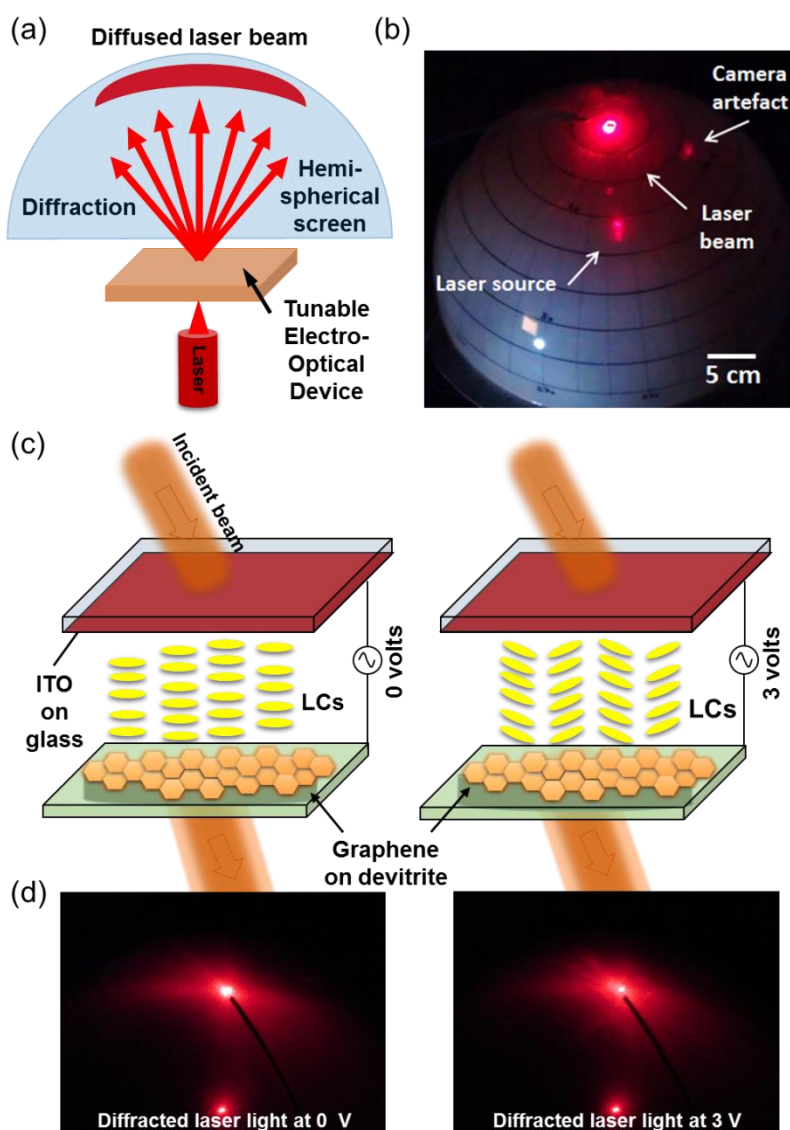 (a)
Diffused laser beam
Diffraction
Hemi-
spherical
screen
Laser
Tunable
Electro-
Optical
Device
(b)
Camera
artefact
Laser
beam
Laser source
5 cm
(c)
Incident beam
ITO
on
glass
LCs
0 volts
LCs
3 volts
Graphene
on devitrite
(d)
Diffracted laser light at 0 V
Diffracted laser light at 3 V